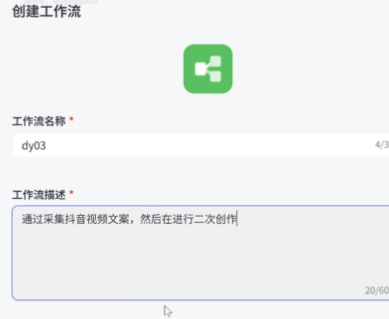 创建工作流
工作流名称 *
dy03
4/3
工作流描述 *
通过采集抖音视频文案，然后在进行二次创作
20/60